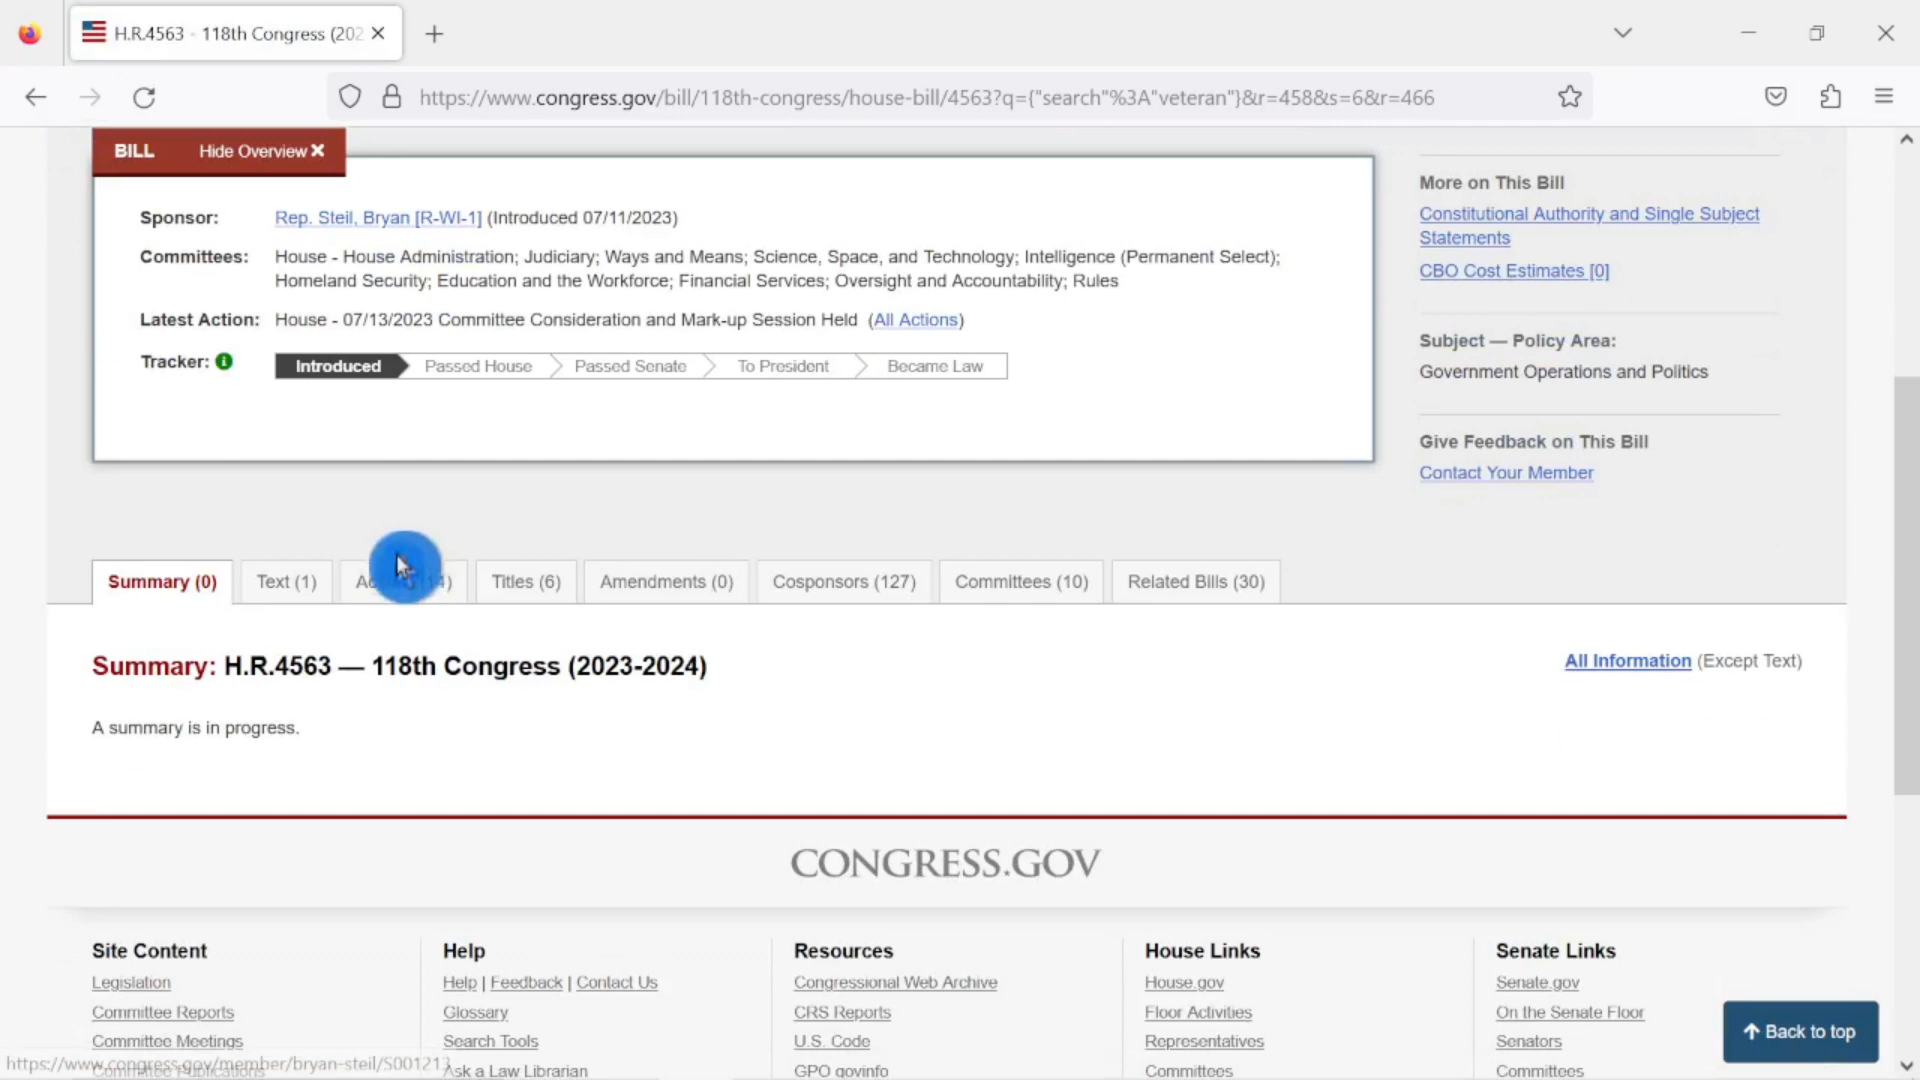 H.R.4563 - 118th Congress (202
https://www.congress.gov/bill/118th-congress/house-bill/4563?q={"search"%3A"veteran"}&r=458&s=6&r=466
BILL Hide Overview
Sponsor: Rep. Steil, Bryan [R-WI-1] (Introduced 07/11/2023)
Committees: House - House Administration; Judiciary; Ways and Means; Science, Space, and Technology; Intelligence (Permanent Select);
Homeland Security; Education and the Workforce; Financial Services; Oversight and Accountability; Rules
Latest Action: House - 07/13/2023 Committee Consideration and Mark-up Session Held (All Actions)
Tracker:
Introduced Passed House Passed Senate To President Became Law
More on This Bill
Constitutional Authority and Single Subject
Statements
CBO Cost Estimates [0]
Subject — Policy Area:
Government Operations and Politics
Give Feedback on This Bill
Contact Your Member
Summary (0) Text (1) Titles (6) Amendments (0) Cosponsors (127) Committees (10) Related Bills (30)
Summary: H.R.4563 — 118th Congress (2023-2024)
All Information (Except Text)
A summary is in progress.
CONGRESS.GOV
Site Content
Legislation
Committee Reports
Committee Meetings
Help
Help | Feedback | Contact Us
Glossary
Search Tools
Ask a Law Librarian
Resources
Congressional Web Archive
CRS Reports
U.S. Code
GPO govinfo
House Links
House.gov
Floor Activities
Representatives
Committees
Senate Links
Senate.gov
On the Senate Floor
Senators
Committees
Back to top
https://www.congress.gov/member/bryan-steil/S001213